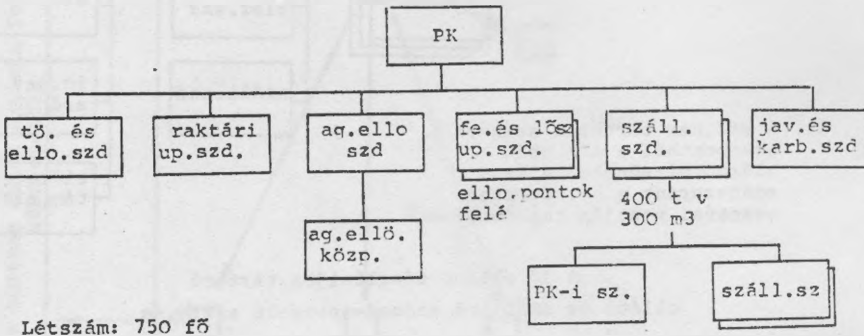 PK
tö. és
ello.szd
raktári
up.szd.
ag.ello
szd
fe.és lősz
up.szd.
száll.
szd.
jav.és
karb.szd
ello.pontok
felé
400 t v
300 m3
ag.ellö.
közp.
PK-i sz.
száll.sz
Létszám: 750 fő